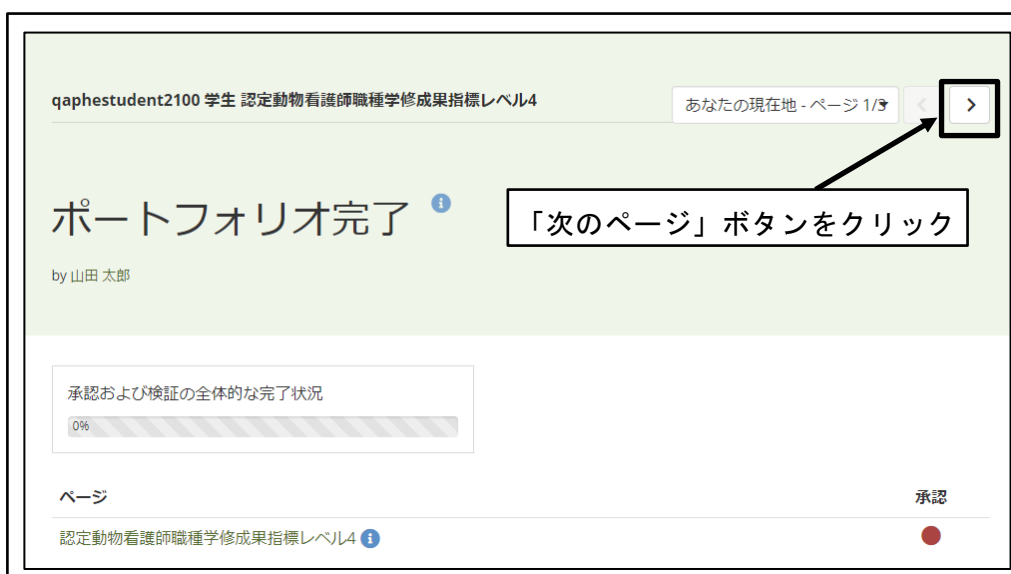 qaphestudent2100 学生 認定動物看護師職種学修成果指標レベル4
あなたの現在地 - ページ 1/3
「次のページ」ボタンをクリック
ポートフォリオ完了
by 山田 太郎
承認および検証の全体的な完了状況
0%
ページ 承認
認定動物看護師職種学修成果指標レベル4